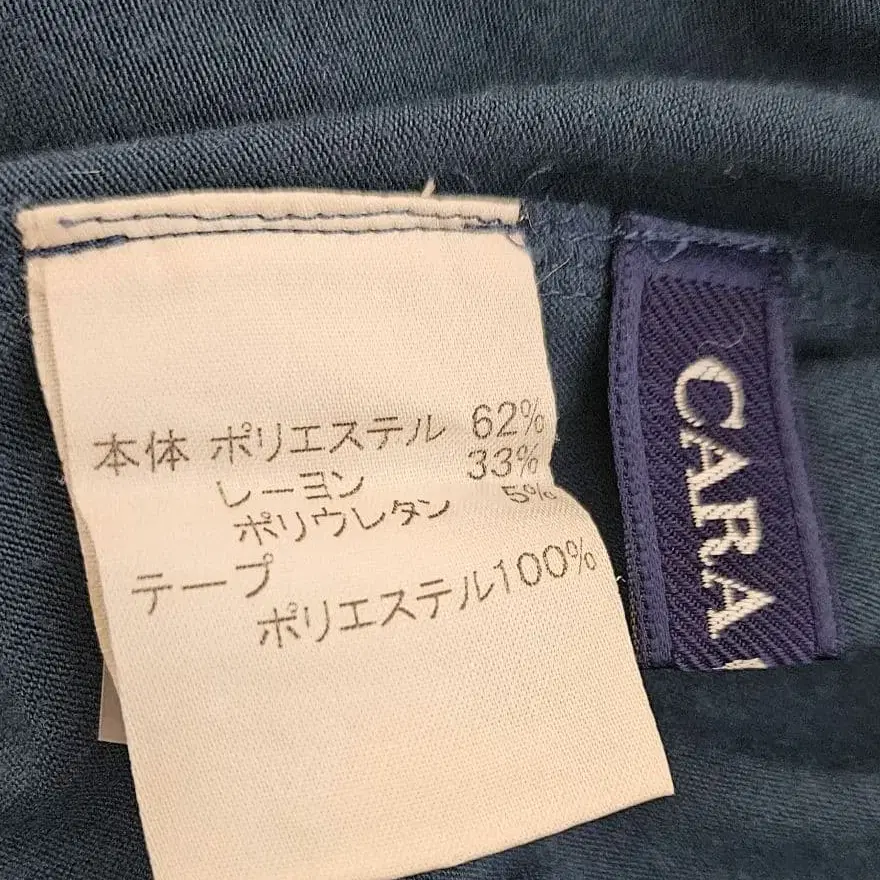 本体 ポリエステル 62%
レーヨン 33%
ポリウレタン 5%
テープ
ポリエステル100%
CARA